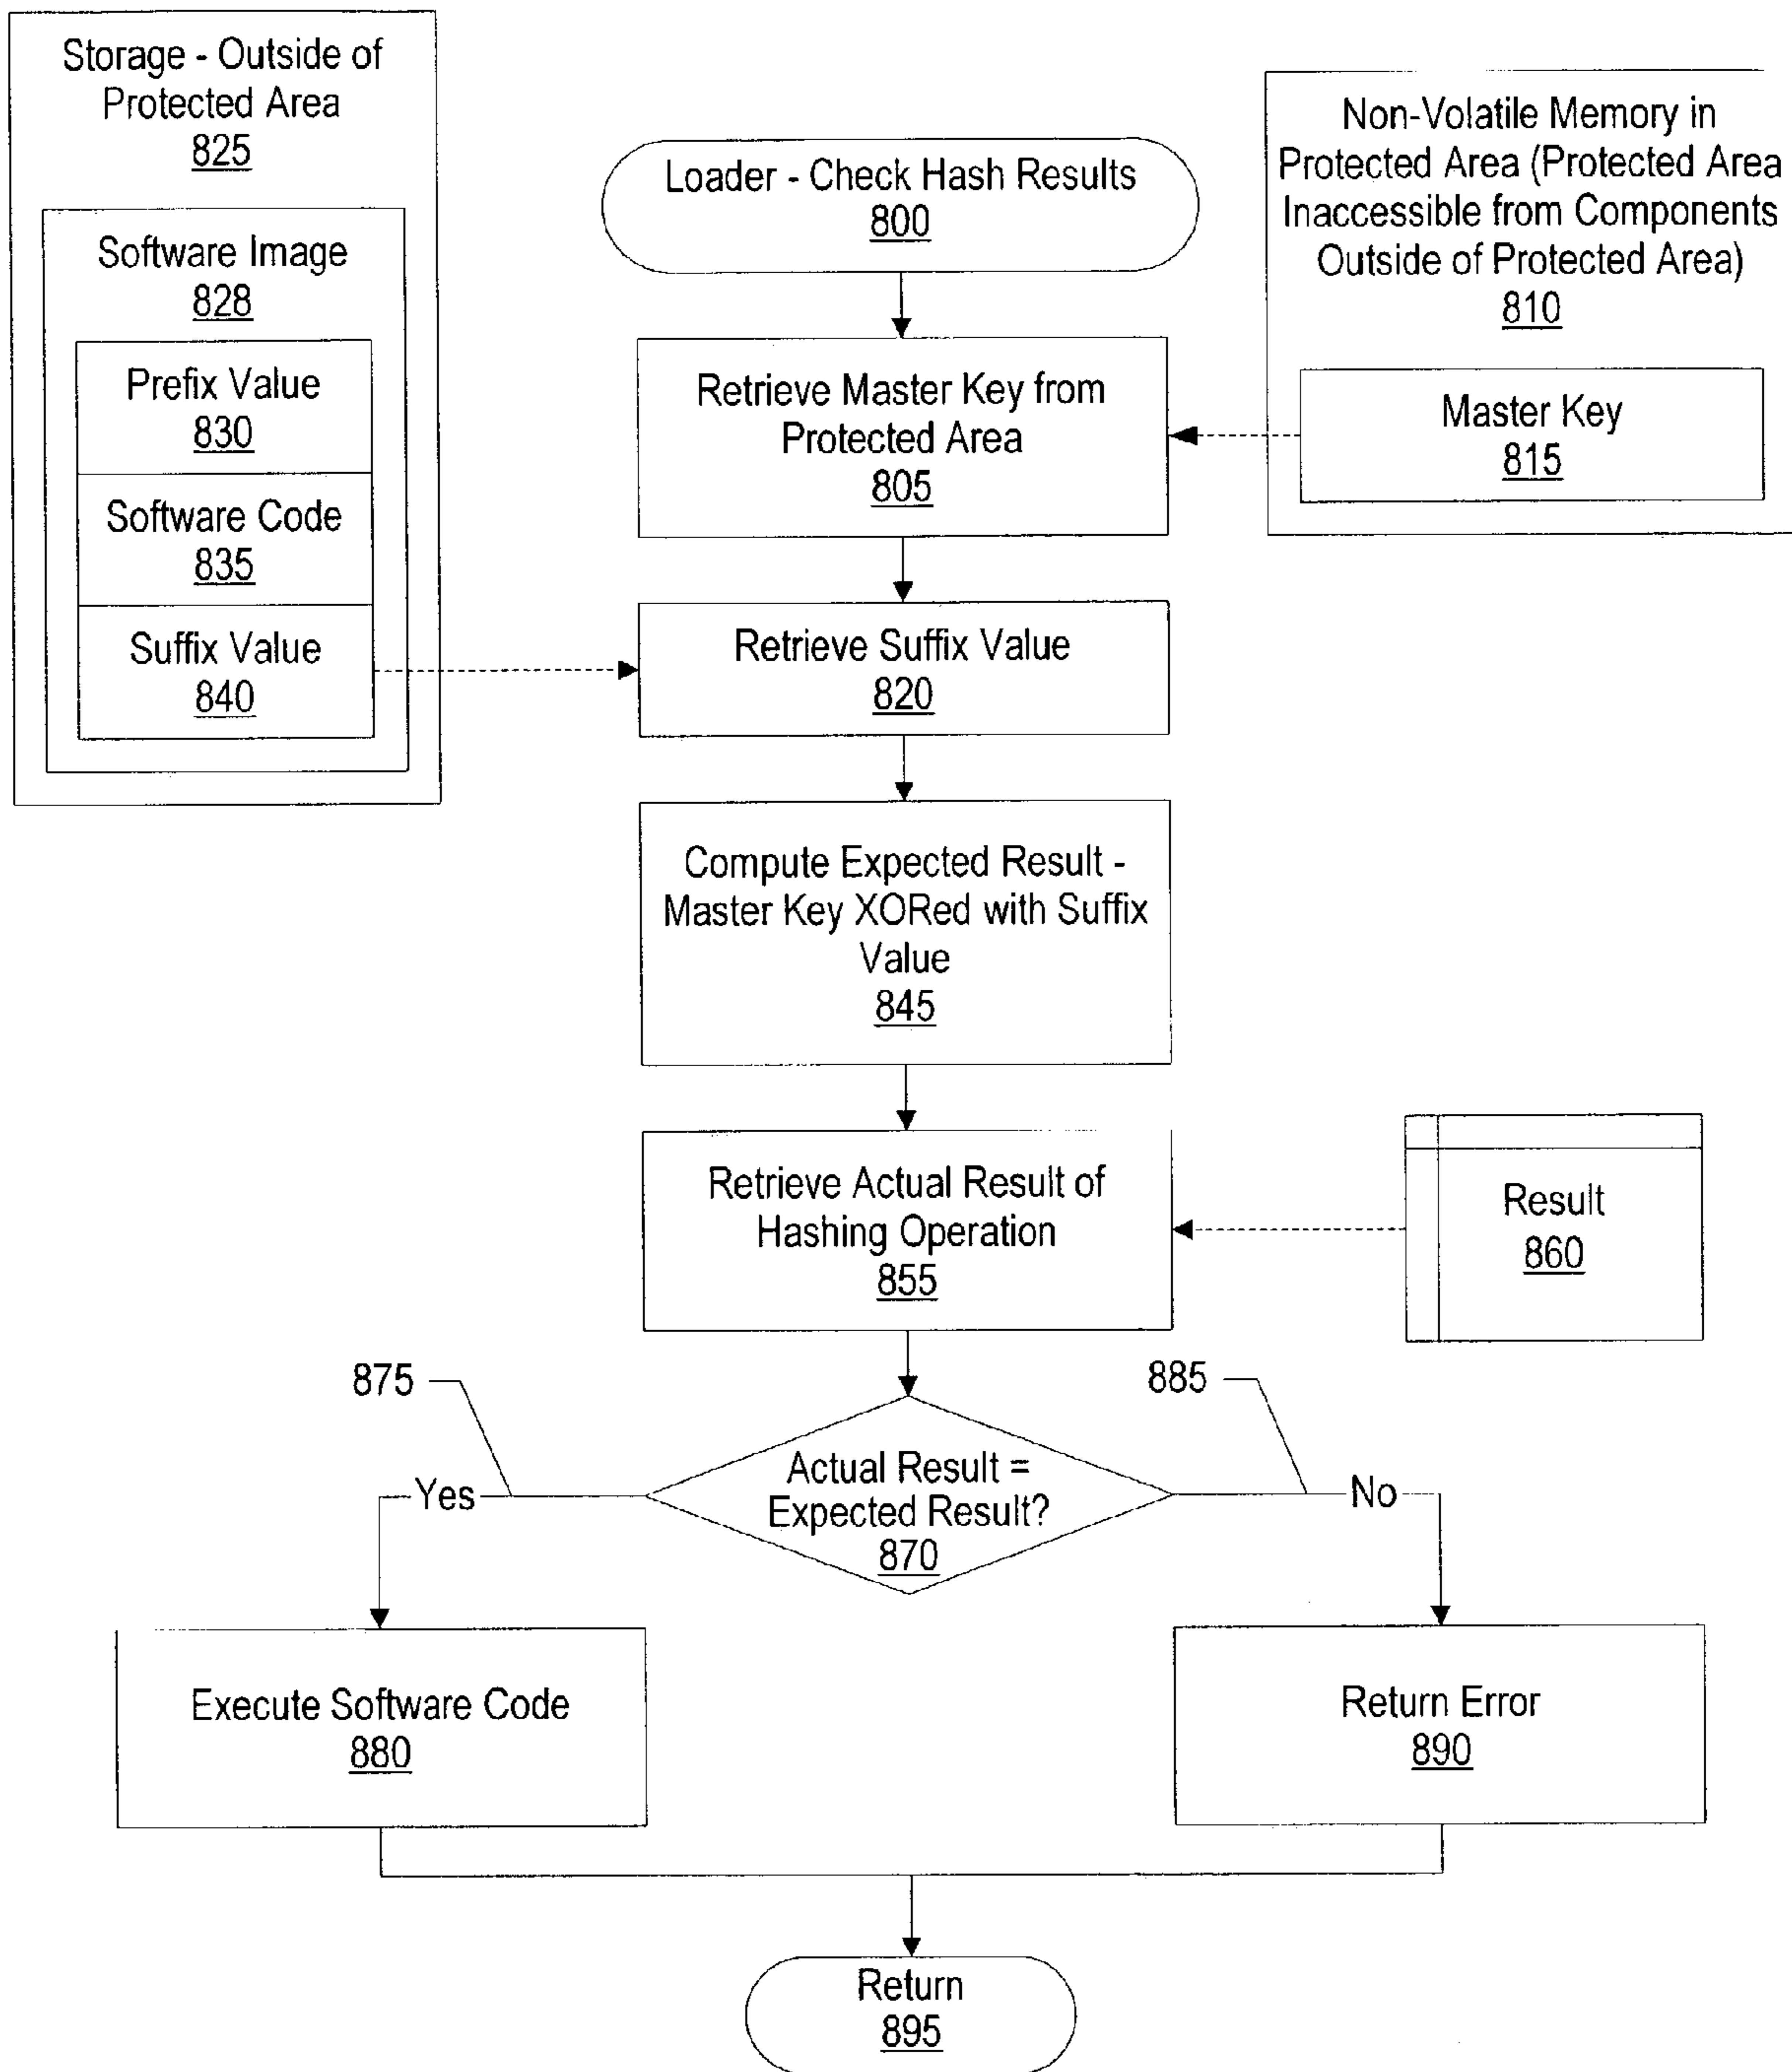 Storage - Outside of
Protected Area
825
Software Image
828
Prefix Value
830
Software Code
835
Suffix Value
840
Loader - Check Hash Results
800
Non-Volatile Memory in
Protected Area (Protected Area
Inaccessible from Components
Outside of Protected Area)
810
Master Key
815
Retrieve Master Key from
Protected Area
805
Retrieve Suffix Value
820
Compute Expected Result -
Master Key XORed with Suffix
Value
845
Retrieve Actual Result of
Hashing Operation
855
Result
860
875
885
Actual Result =
Expected Result?
870
Yes
No
Execute Software Code
880
Return Error
890
Return
895